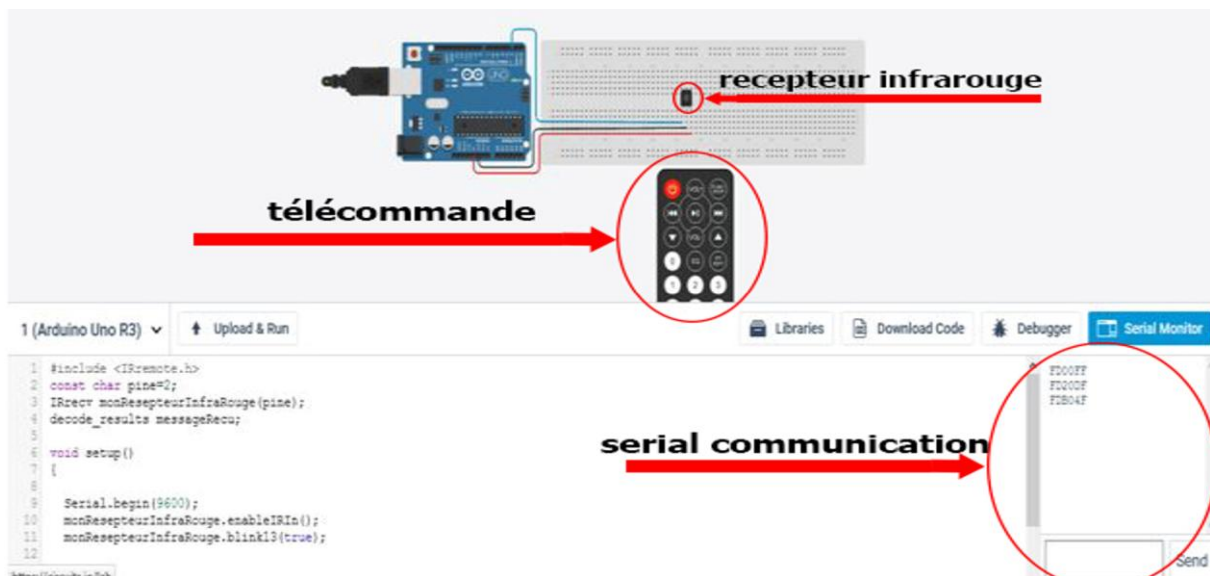 recepteur infrarouge
télécommande
1 (Arduino Uno R3)
Upload & Run
Libraries
Download Code
Debugger
Serial Monitor
1 #include <IRremote.h>
2 const char pine=2;
3 IRrecv monResepteurInfraRouge(pine);
4 decode_results messageRecu;
5
6 void setup()
7 {
8
9 Serial.begin(9600);
10 monResepteurInfraRouge.enableIRIn();
11 monResepteurInfraRouge.blink13(true);
12
FD00FF
FD20DF
FDB04F
serial communication
Send